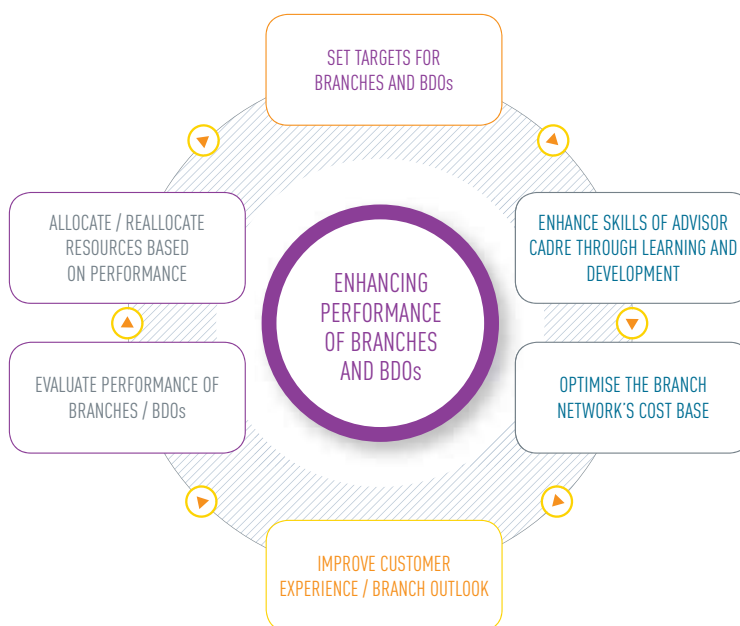 SET TARGETS FOR
BRANCHES AND BDOs
ALLOCATE / REALLOCATE
RESOURCES BASED
ON PERFORMANCE
ENHANCE SKILLS OF ADVISOR
CADRE THROUGH LEARNING AND
DEVELOPMENT
ENHANCING
PERFORMANCE
OF BRANCHES
AND BDOs
EVALUATE PERFORMANCE OF
BRANCHES / BDOs
OPTIMISE THE BRANCH
NETWORK'S COST BASE
IMPROVE CUSTOMER
EXPERIENCE / BRANCH OUTLOOK